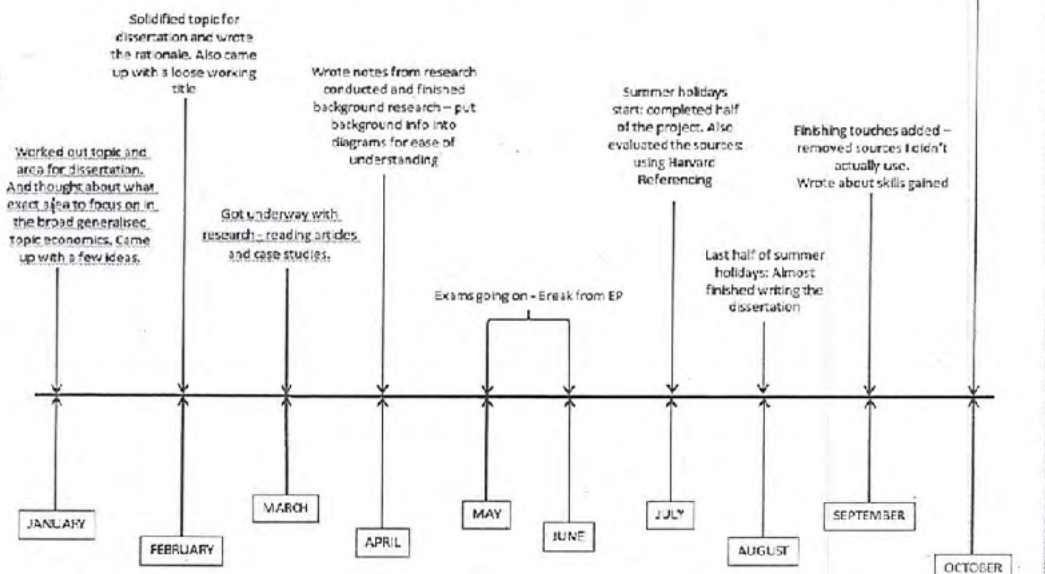 Solidified topic for
dissertation and wrote
the rationale. Also came
up with a loose working
title
Worked out topic and
area for dissertation.
And thought about what
exact area to focus on in
the broad generalised
topic economics. Came
up with a few ideas.
Got underway with
research - reading articles
and case studies.
Wrote notes from research
conducted and finished
background research – put
background info into
diagrams for ease of
understanding
Exams going on - Break from EP
Summer holidays
start: completed half
of the project. Also
evaluated the sources
using Harvard
Referencing
Last half of summer
holidays: Almost
finished writing the
dissertation
Finishing touches added –
removed sources I didn't
actually use.
Wrote about skills gained
JANUARY
FEBRUARY
MARCH
APRIL
MAY
JUNE
JULY
AUGUST
SEPTEMBER
OCTOBER